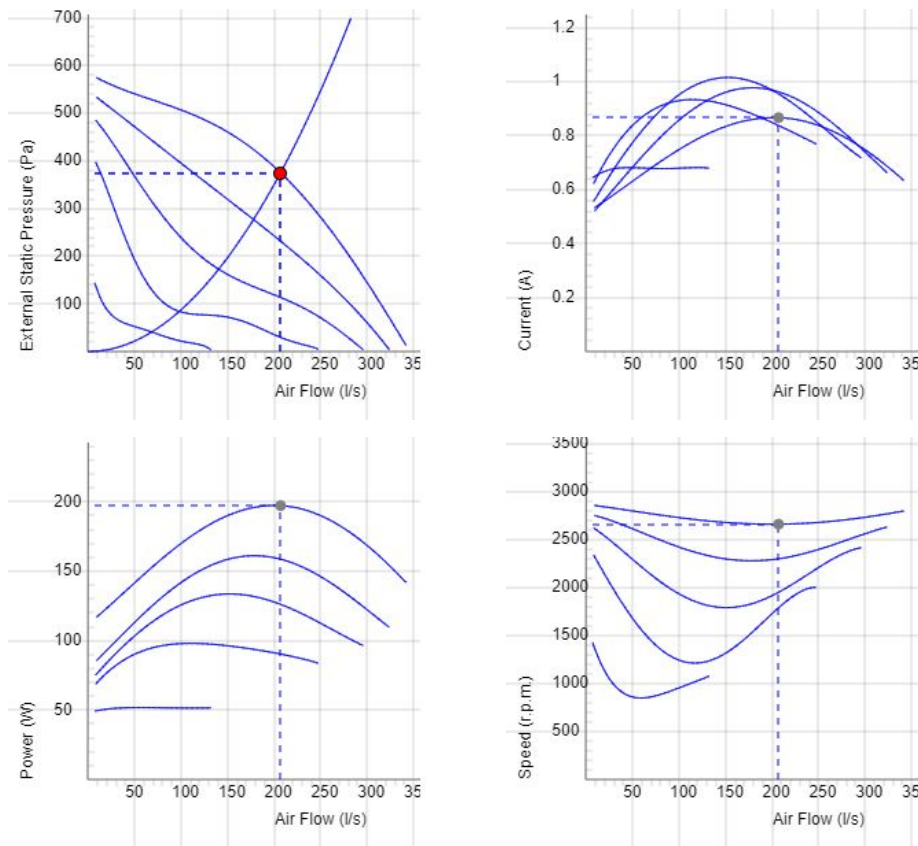 700
600
500
400
300
200
100
External Static Pressure (Pa)
50 100 150 200 250 300 35
Air Flow (l/s)
1.2
1
0.8
0.6
0.4
0.2
Current (A)
50 100 150 200 250 300 35
Air Flow (l/s)
200
150
100
50
Power (W)
50 100 150 200 250 300 35
Air Flow (l/s)
3500
3000
2500
2000
1500
1000
500
Speed (r.p.m.)
50 100 150 200 250 300 35
Air Flow (l/s)